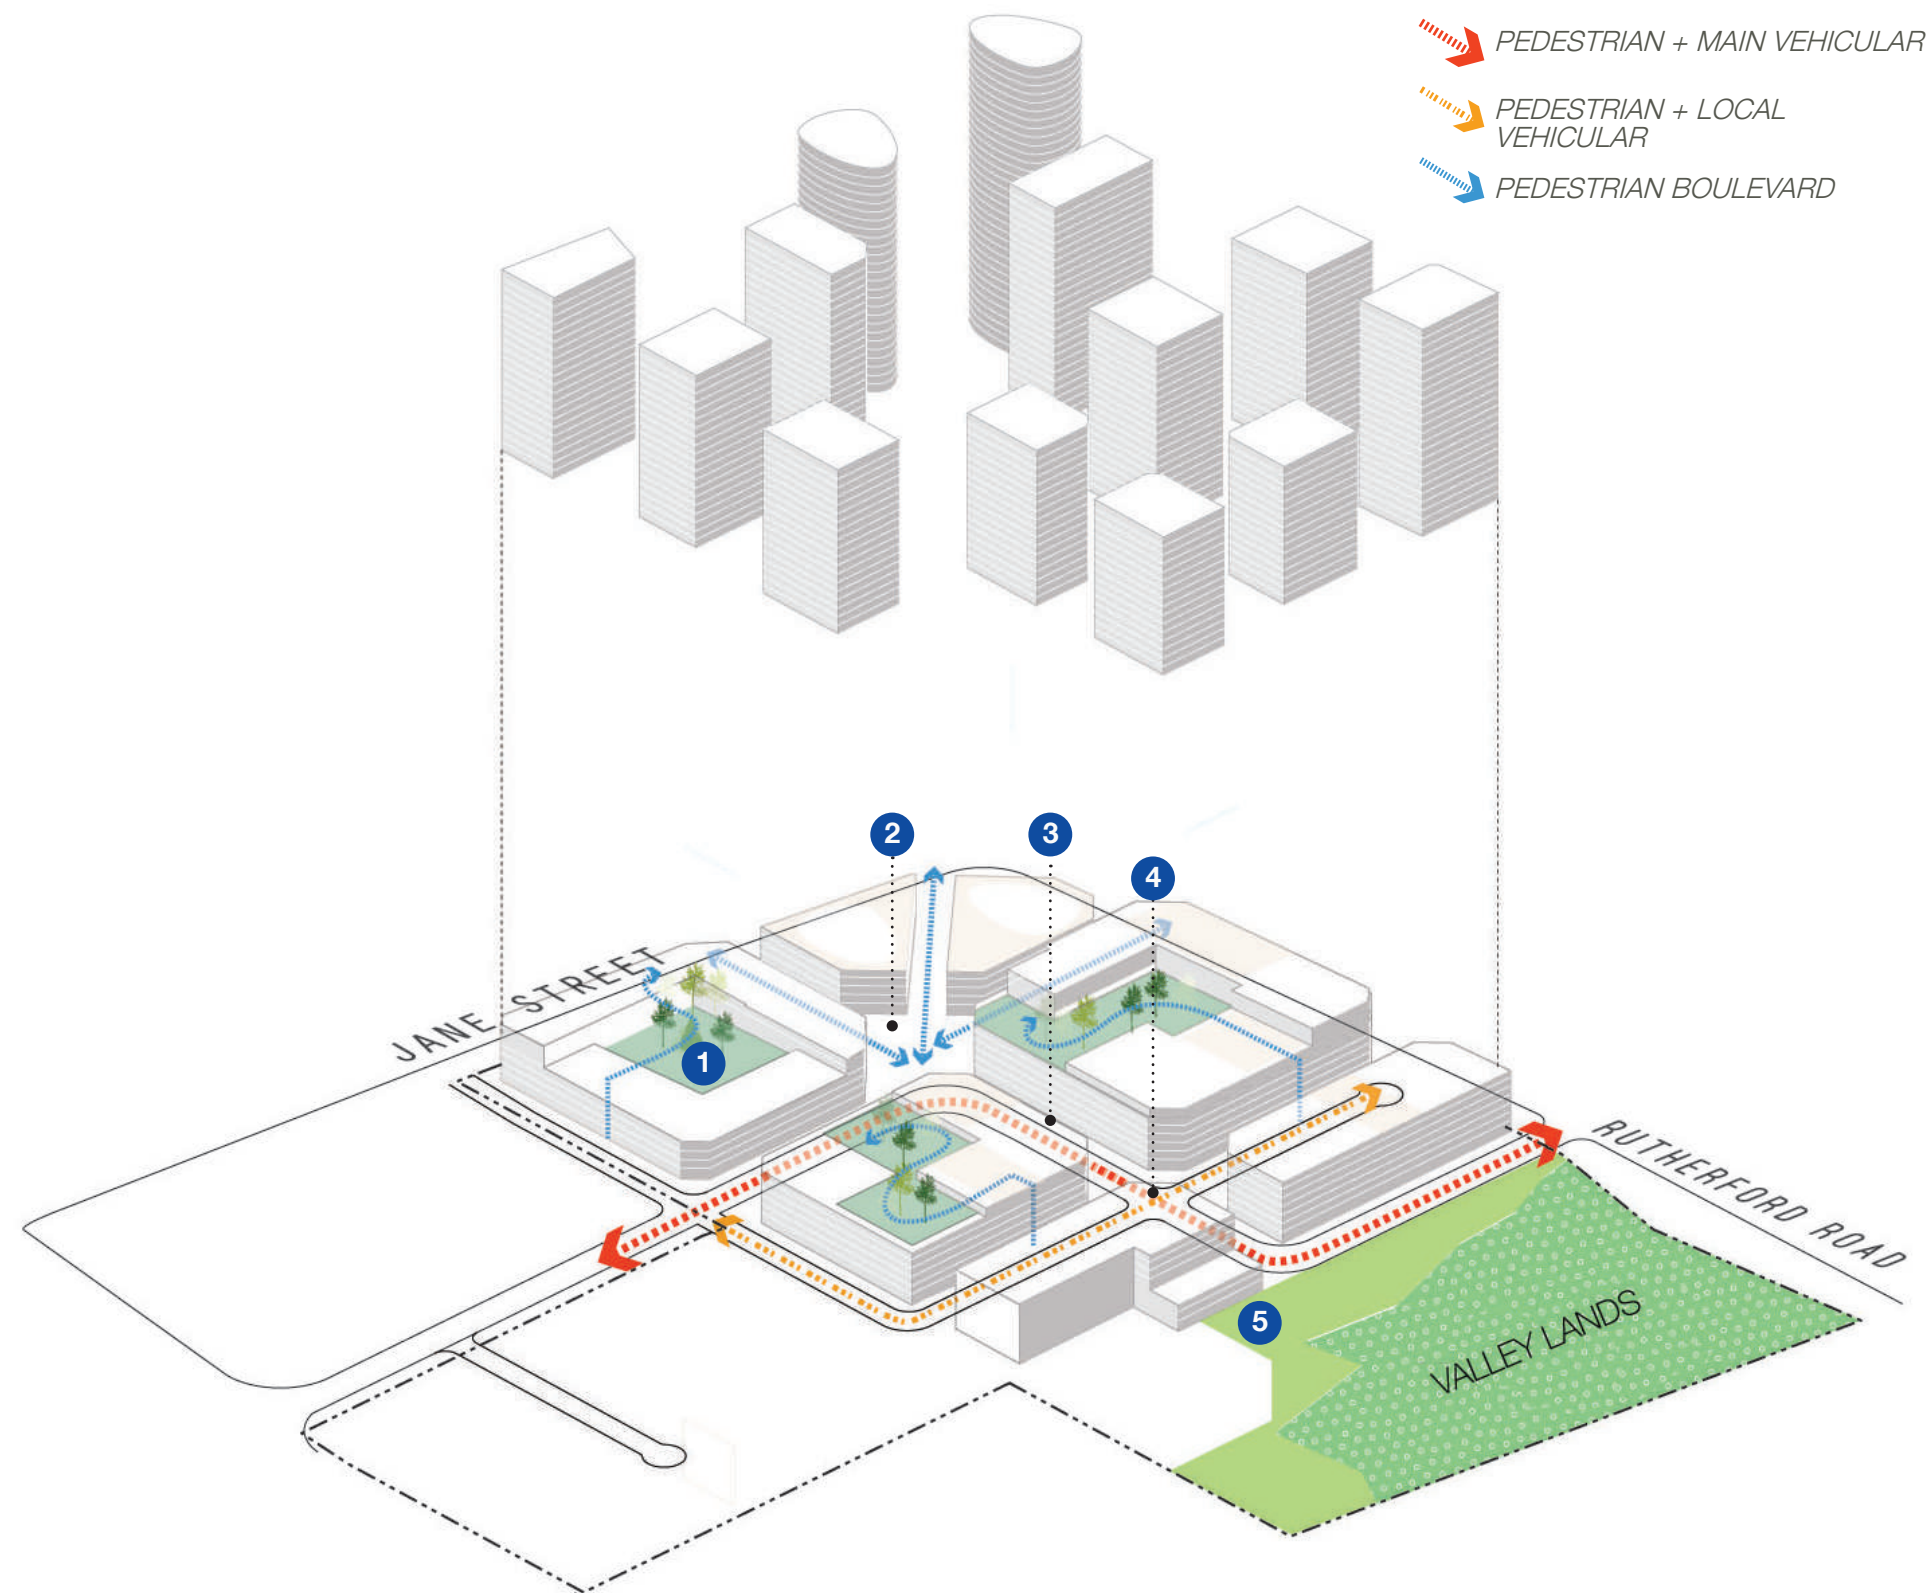 PEDESTRIAN + MAIN VEHICULAR
PEDESTRIAN + LOCAL
VEHICULAR
PEDESTRIAN BOULEVARD
2
3
4
JANE STREET
1
RUTHERFORD ROAD
5
VALLEY LANDS